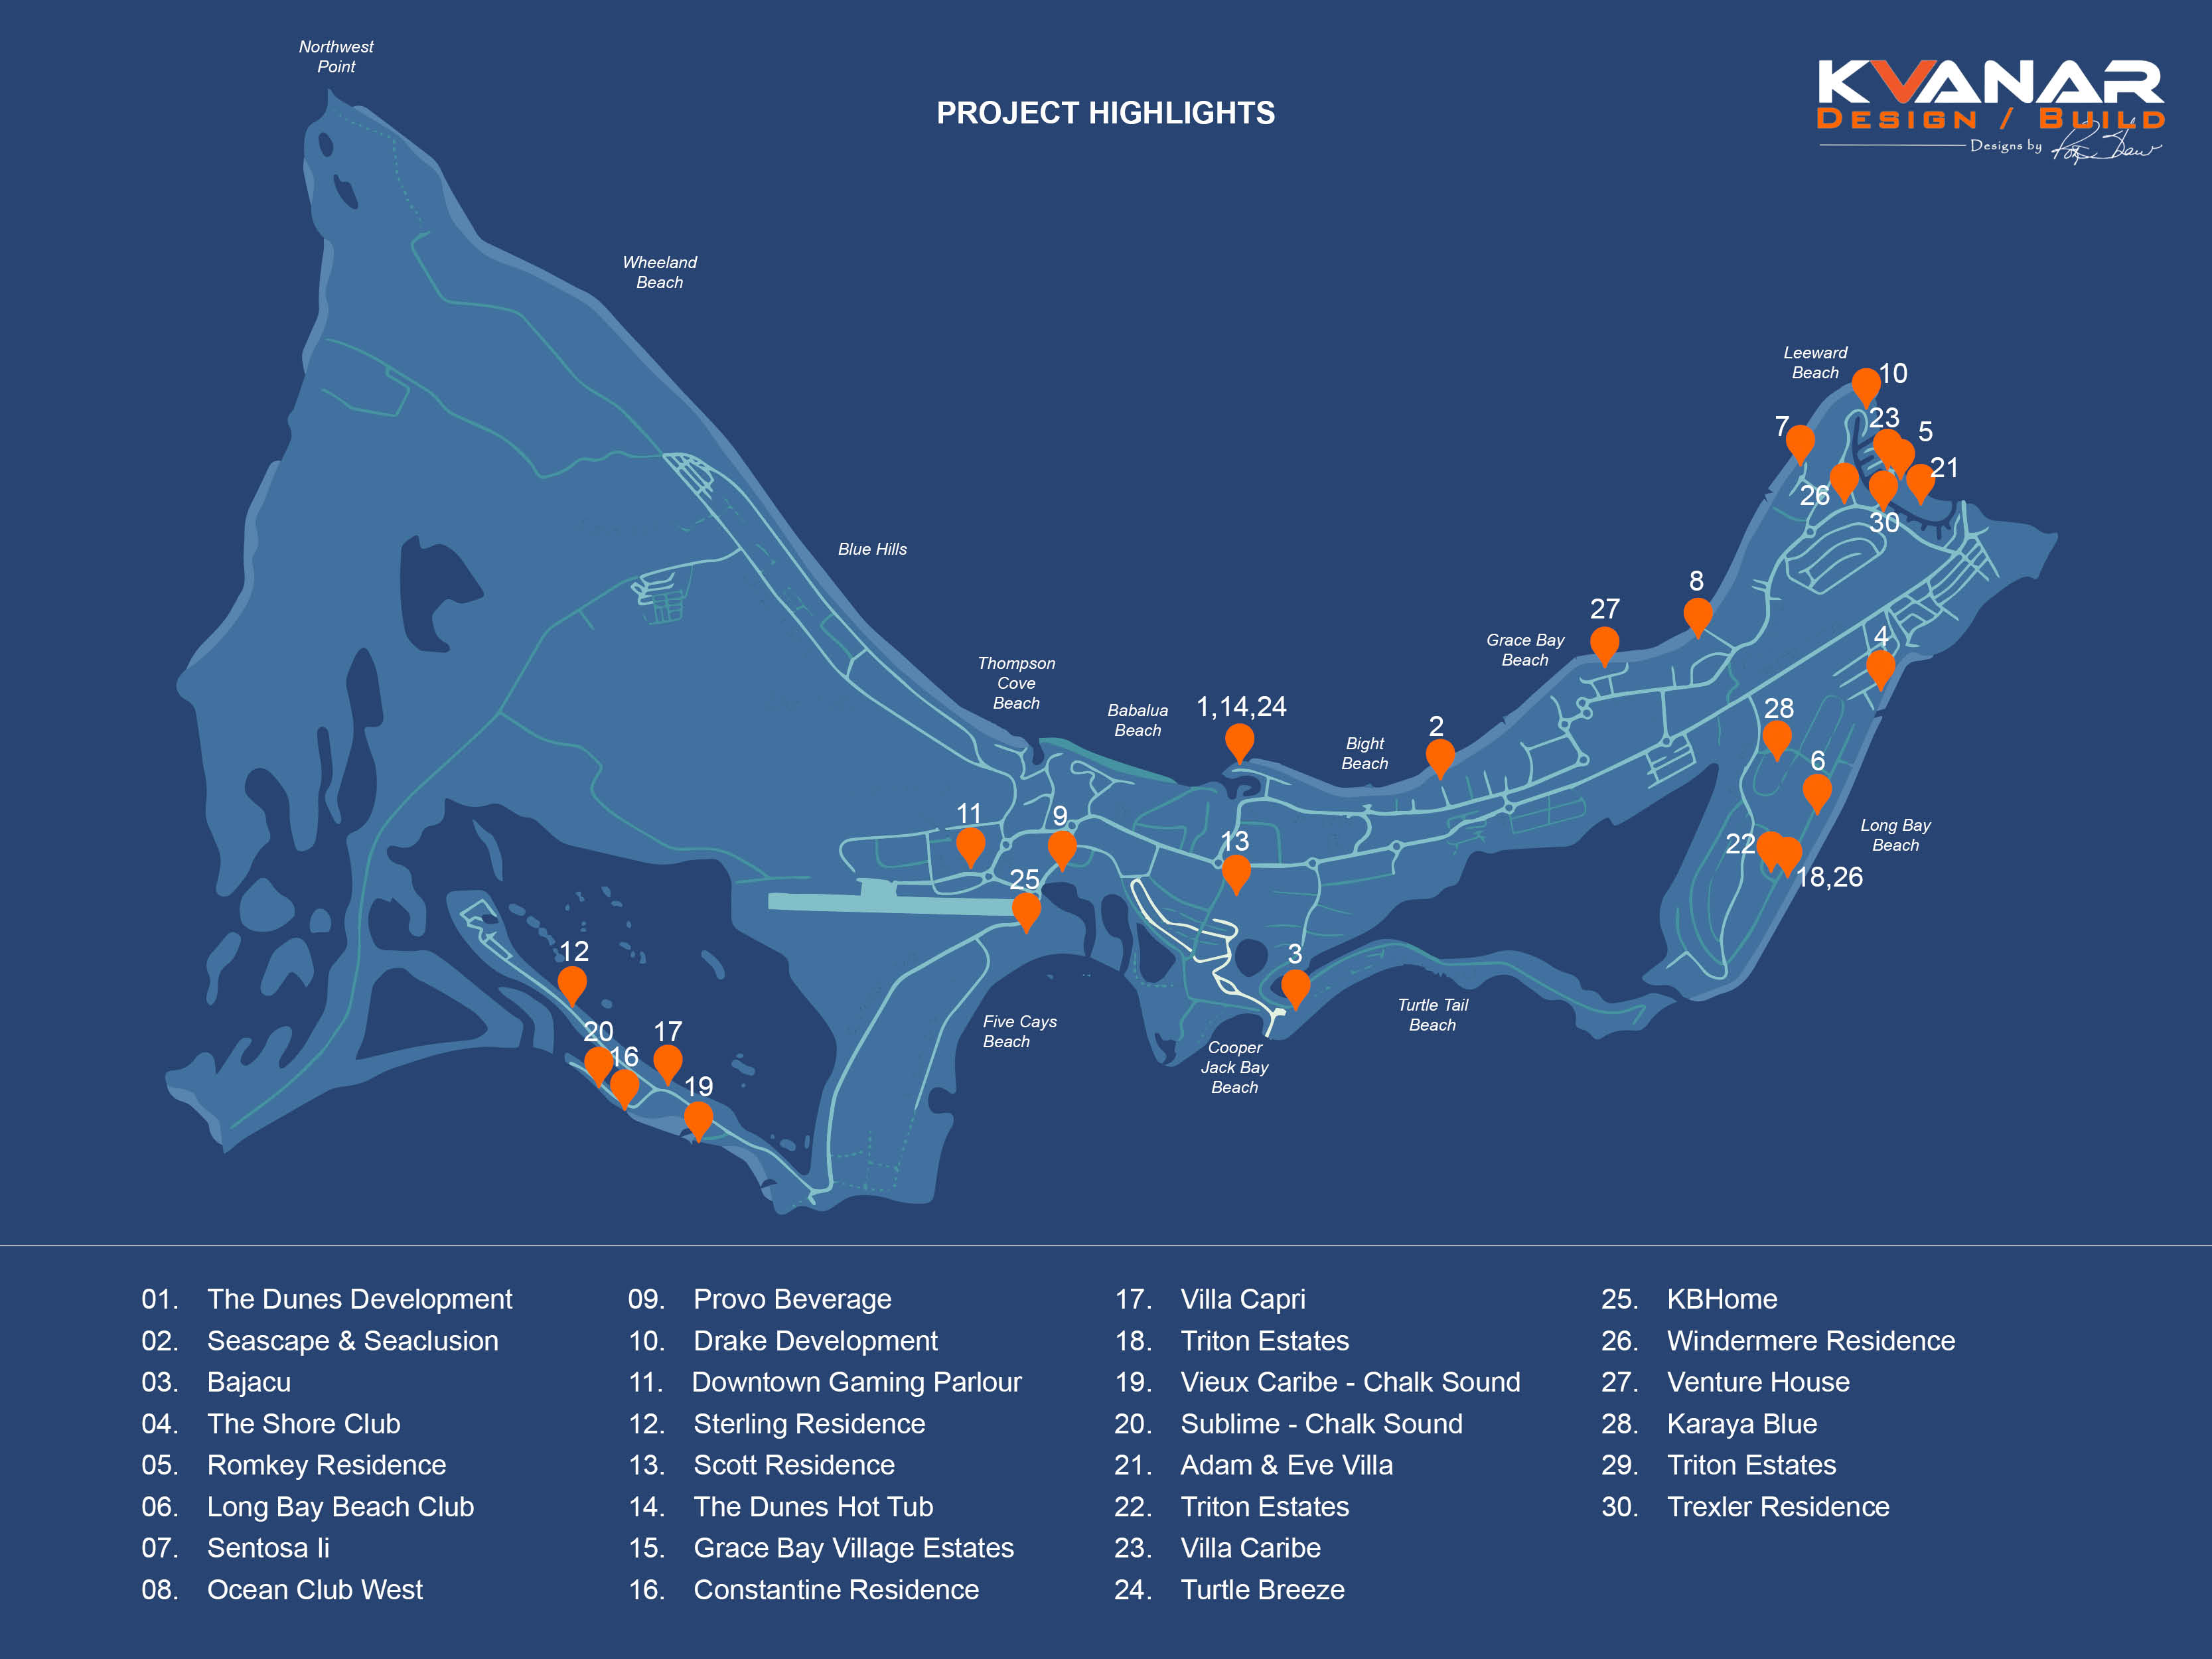 Northwest
Point
PROJECT HIGHLIGHTS
KVANAR
DESIGN / BUILD
Designs by
Wheeland
Beach
Blue Hills
Leeward
Beach
10
7
23
5
21
26
30
8
27
Grace Bay
Beach
4
Thompson
Cove
Beach
Babalua
Beach
1,14,24
Bight
Beach
2
28
6
11
9
13
22
Long Bay
Beach
18,26
25
12
3
Turtle Tail
Beach
Five Cays
Beach
Cooper
Jack Bay
Beach
20
16
17
19
01. The Dunes Development
02. Seascape & Seaclusion
03. Bajacu
04. The Shore Club
05. Romkey Residence
06. Long Bay Beach Club
07. Sentosa Ii
08. Ocean Club West
09. Provo Beverage
10. Drake Development
11. Downtown Gaming Parlour
12. Sterling Residence
13. Scott Residence
14. The Dunes Hot Tub
15. Grace Bay Village Estates
16. Constantine Residence
17. Villa Capri
18. Triton Estates
19. Vieux Caribe - Chalk Sound
20. Sublime - Chalk Sound
21. Adam & Eve Villa
22. Triton Estates
23. Villa Caribe
24. Turtle Breeze
25. KBHome
26. Windermere Residence
27. Venture House
28. Karaya Blue
29. Triton Estates
30. Trexler Residence